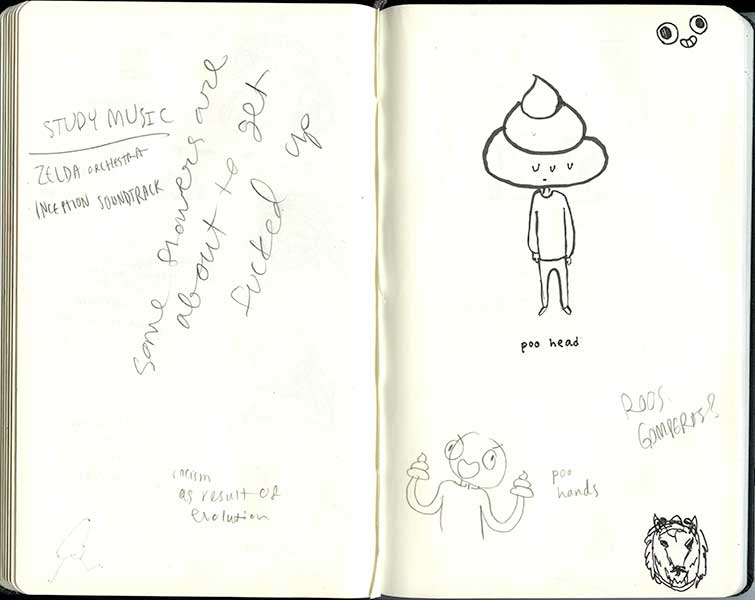 STUDY MUSIC
ZELDA ORCHESTRA
INCEPTION SOUNDTRACK
some flowers are
about to get
fucked up
racism
as result of
evolution
poo head
poo
hands
ROOS
GOMPERTS?